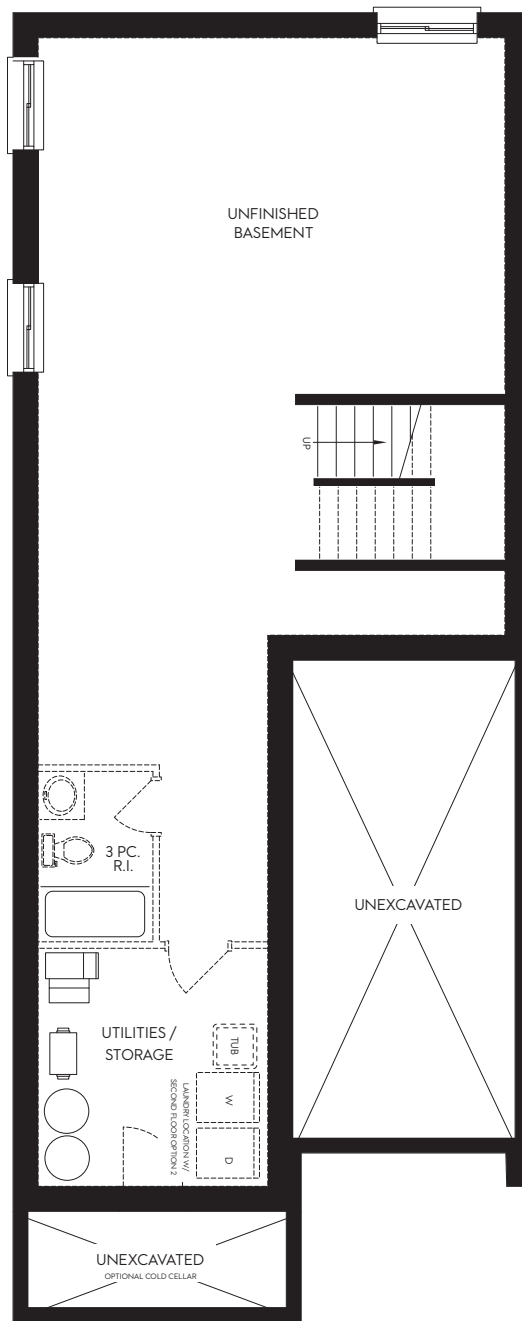 UNFINISHED
BASEMENT
UP
3 PC.
R.I.
UNEXCAVATED
UTILITIES /
STORAGE
TUB
LAUNDRY LOCATION W/
SECOND FLOOR OPTION 2
W
D
UNEXCAVATED
OPTIONAL COLD CELLAR